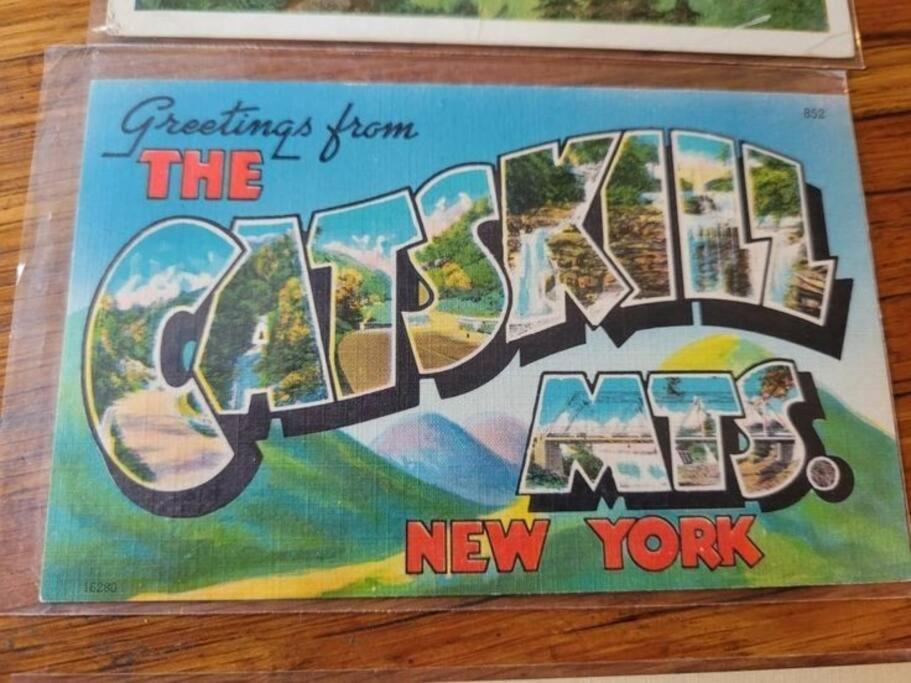 Greetings from
852
THE
CATSKILL
MTS.
NEW YORK
16280